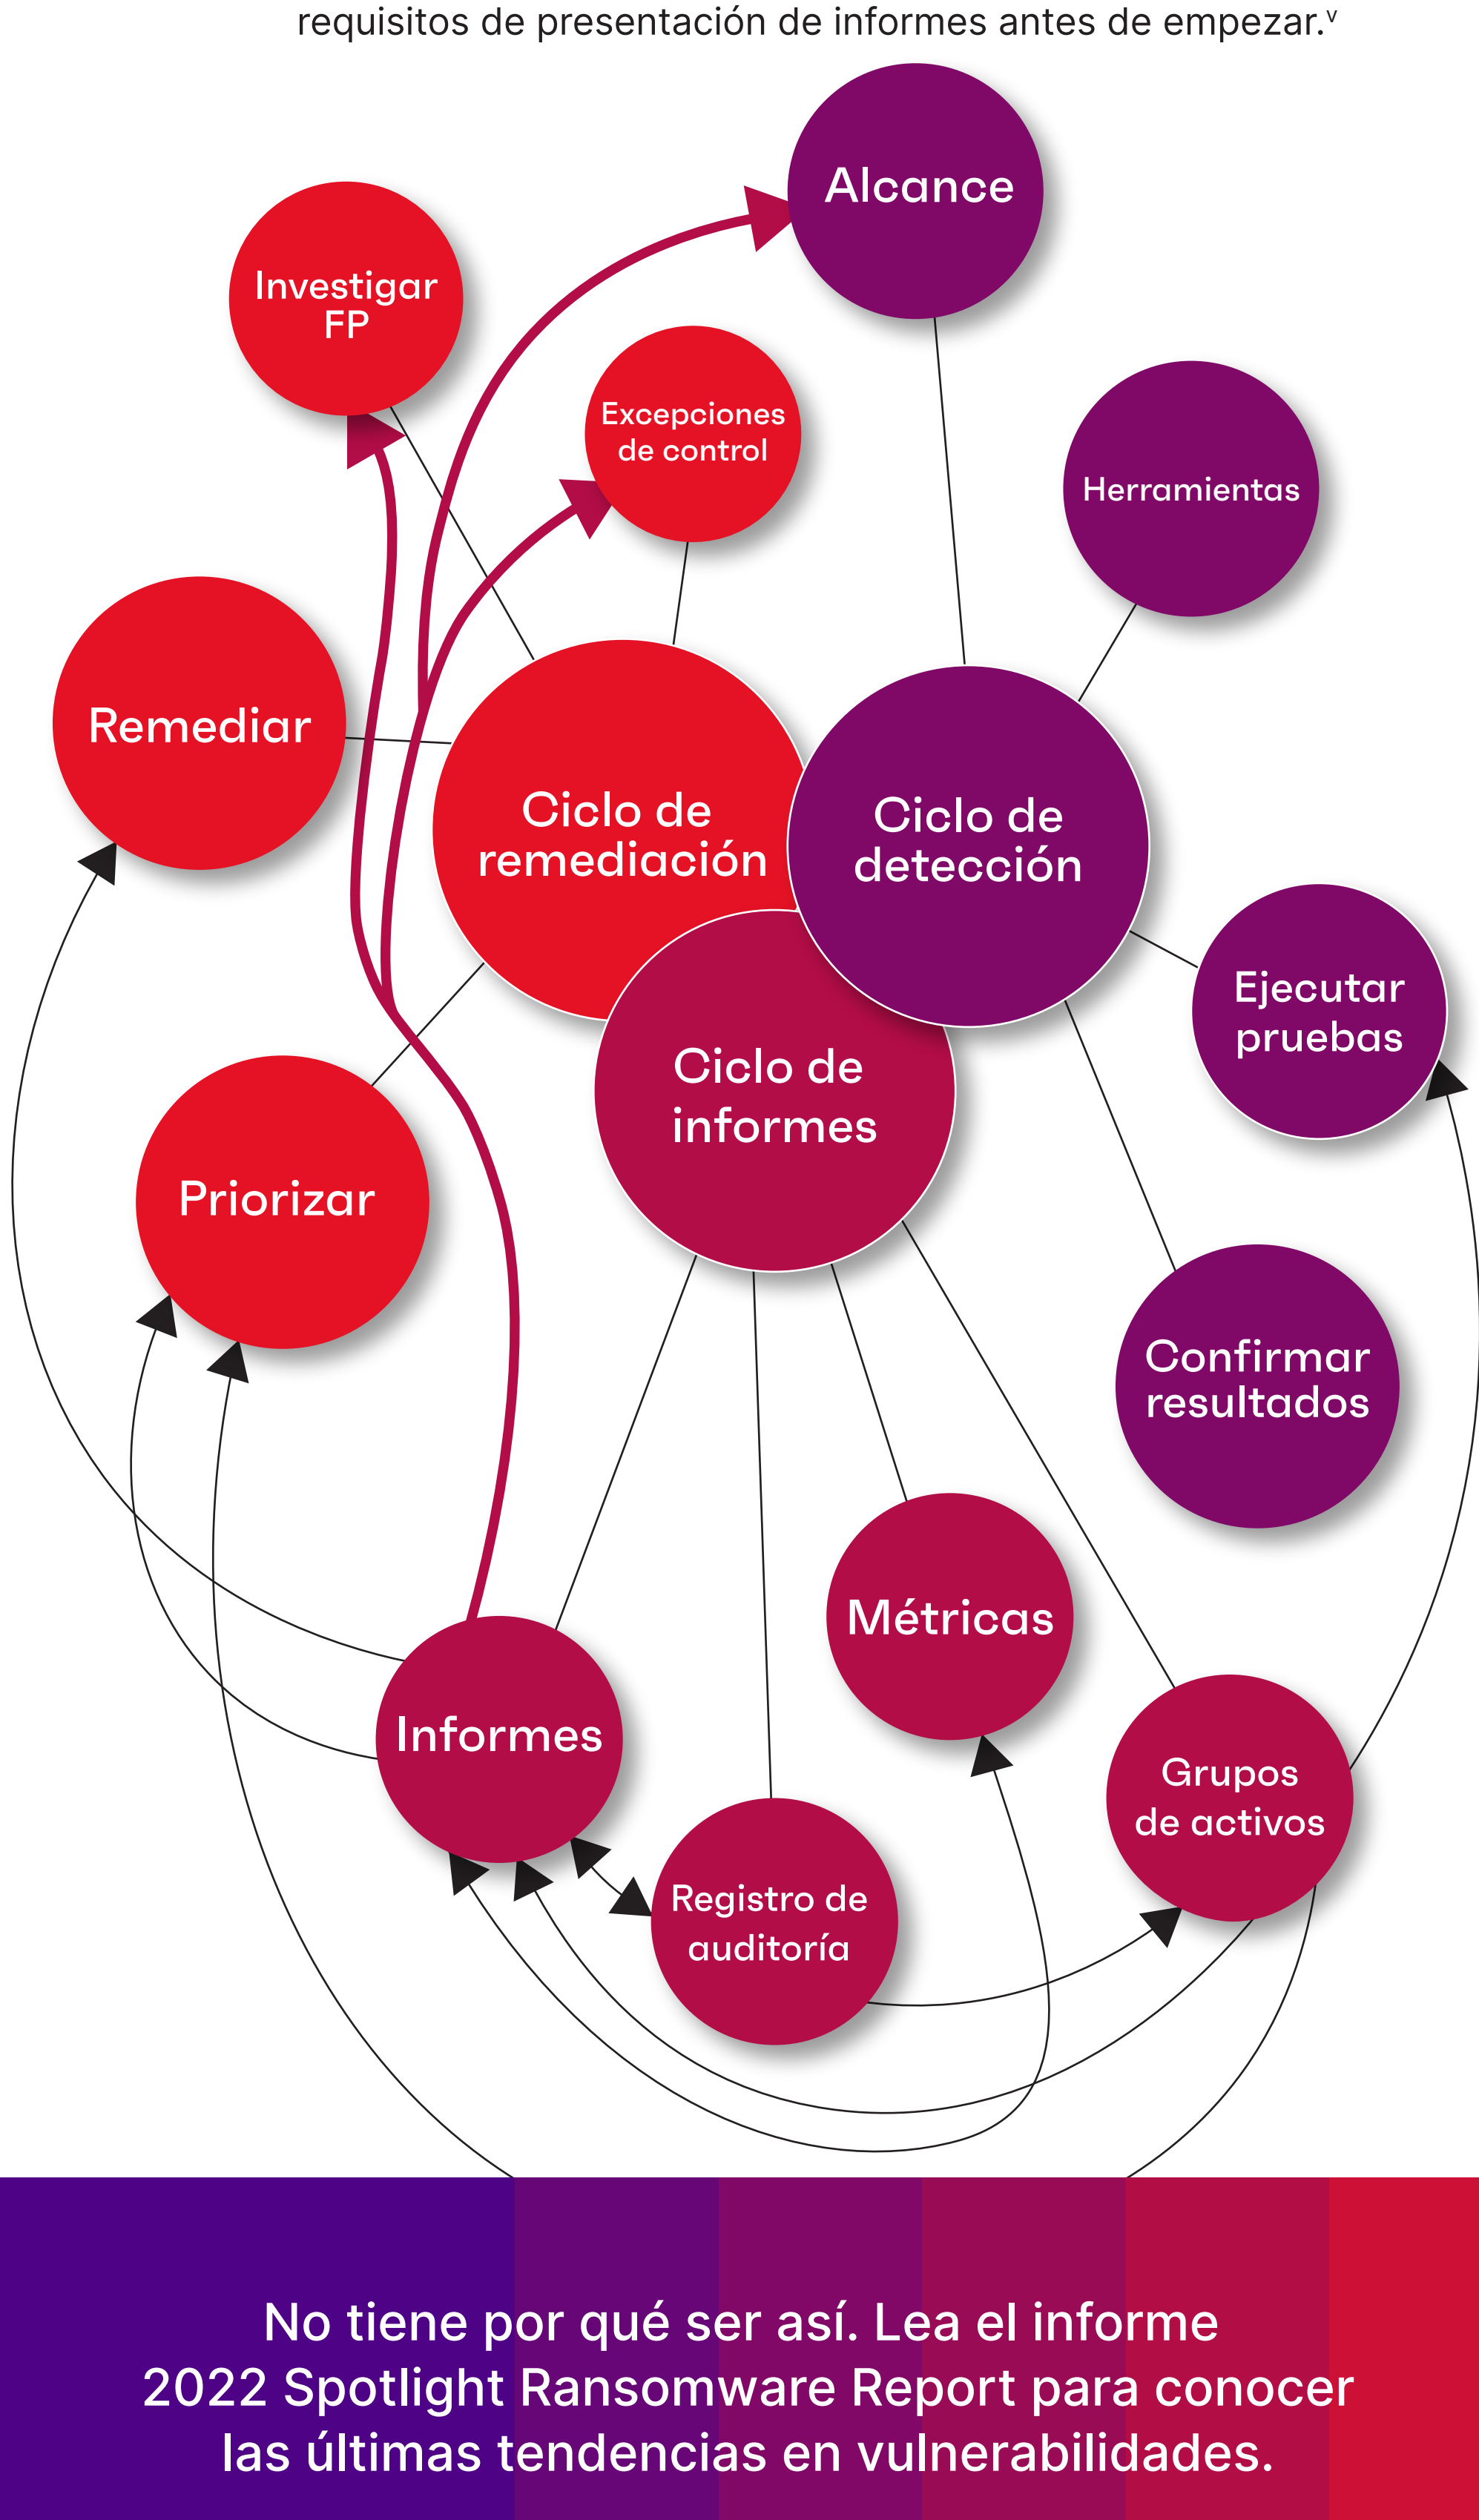 requisitos de presentación de informes antes de empezar.ᵛ
Alcance
Investigar
FP
Excepciones
de control
Herramientas
Remediar
Ciclo de
remediación
Ciclo de
detección
Ejecutar
pruebas
Ciclo de
informes
Priorizar
Confirmar
resultados
Métricas
Informes
Grupos
de activos
Registro de
auditoría
No tiene por qué ser así. Lea el informe
2022 Spotlight Ransomware Report para conocer
las últimas tendencias en vulnerabilidades.